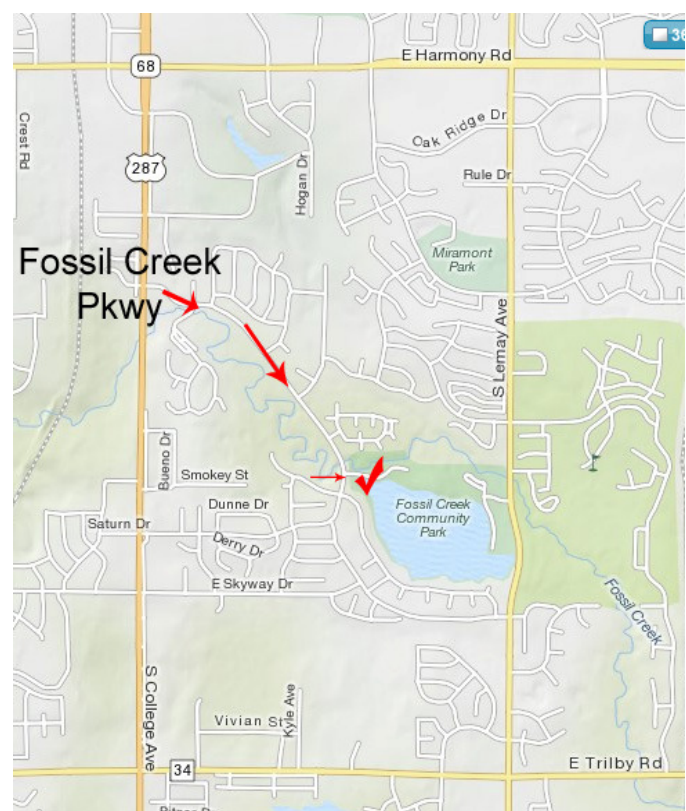 36
E Harmony Rd
68
Oak Ridge Dr
Crest Rd
287
Hogan Dr
Rule Dr
Fossil Creek
Pkwy
Miramont
Park
S Lemay Ave
Bueno Dr
Smokey St
Dunne Dr
Saturn Dr
Derry Dr
Fossil Creek
Community
Park
E Skyway Dr
Fossil Creek
S College Ave
Kyle Ave
Vivian St
34
E Trilby Rd